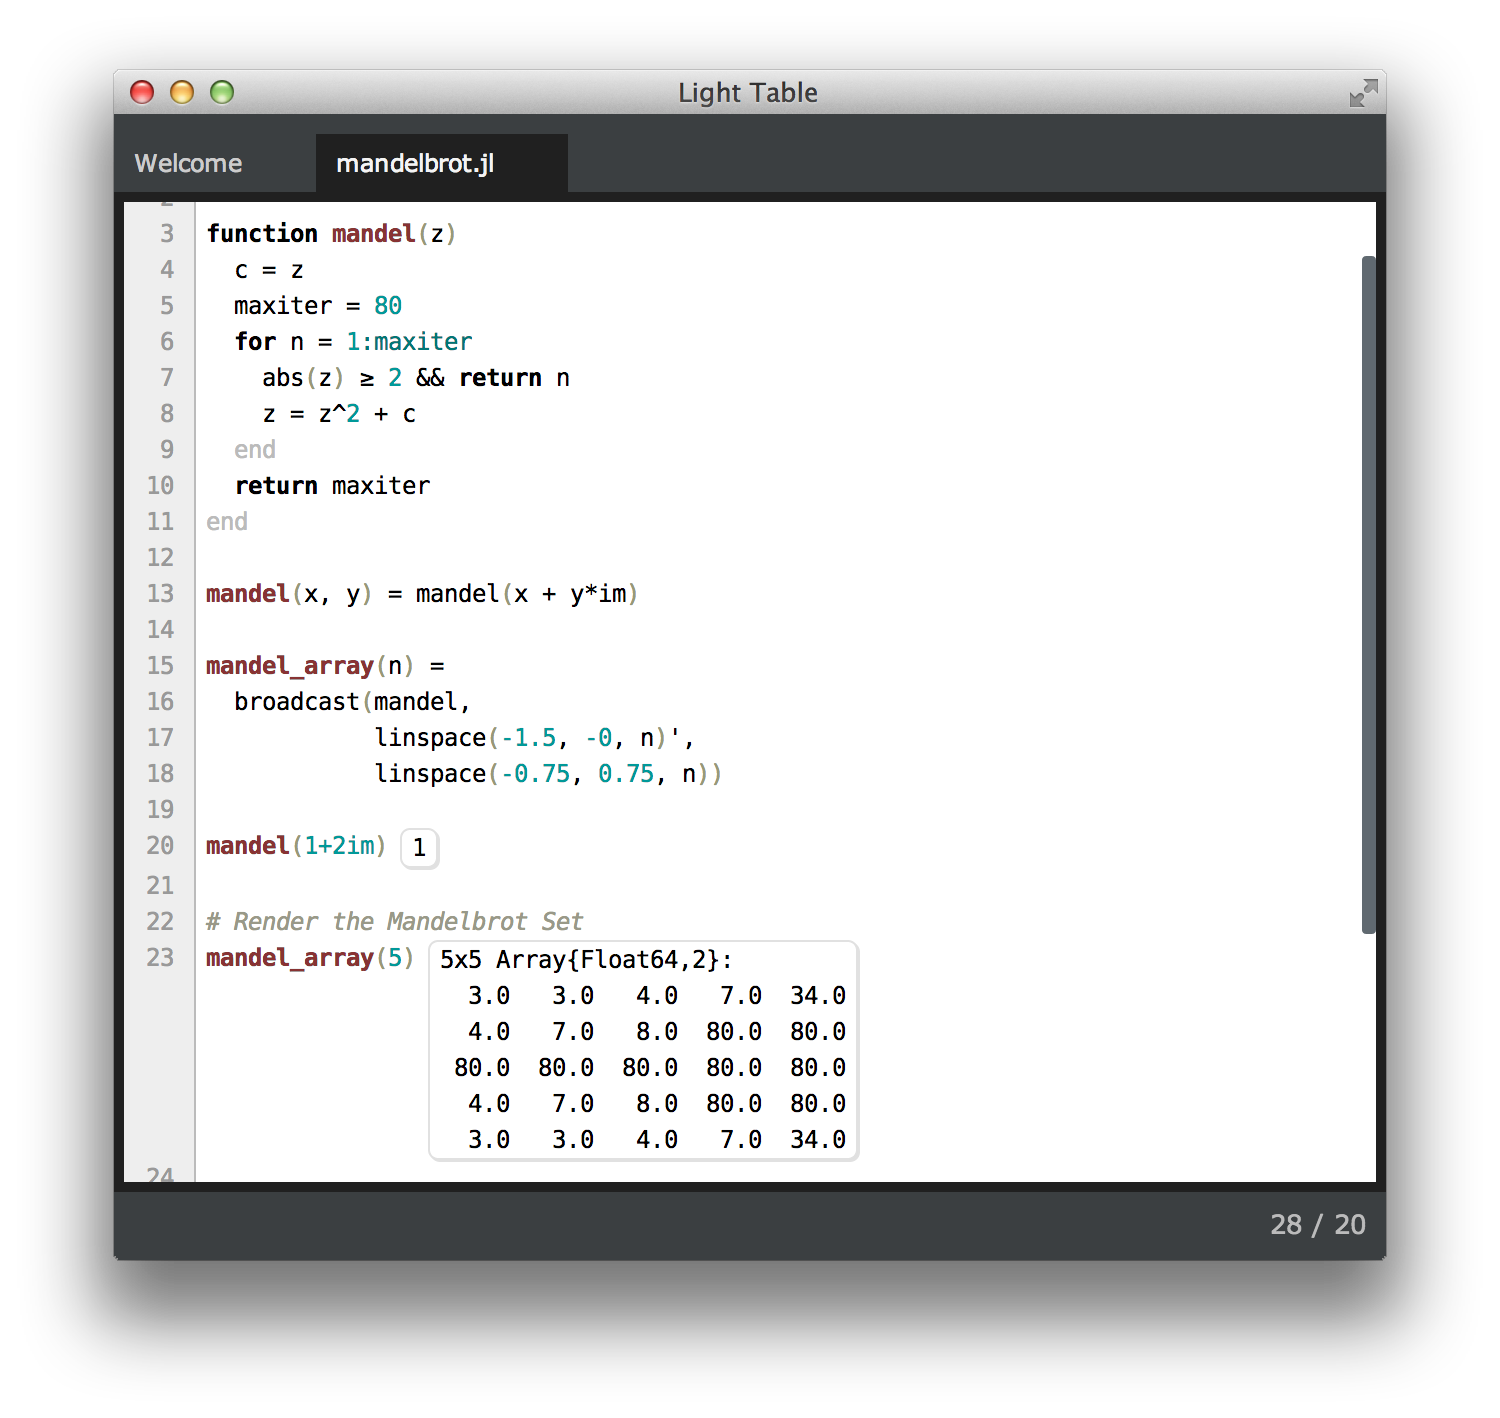 Light Table
Welcome mandelbrot.jl
2
3 function mandel(z)
4   c = z
5   maxiter = 80
6   for n = 1:maxiter
7     abs(z) ≥ 2 && return n
8     z = z^2 + c
9   end
10   return maxiter
11 end
12
13 mandel(x, y) = mandel(x + y*im)
14
15 mandel_array(n) =
16   broadcast(mandel,
17             linspace(-1.5, -0, n)',
18             linspace(-0.75, 0.75, n))
19
20 mandel(1+2im) 1
21
22 # Render the Mandelbrot Set
23 mandel_array(5) 5x5 Array{Float64,2}:
3.0 3.0 4.0 7.0 34.0
4.0 7.0 8.0 80.0 80.0
80.0 80.0 80.0 80.0 80.0
4.0 7.0 8.0 80.0 80.0
3.0 3.0 4.0 7.0 34.0
24
28 / 20